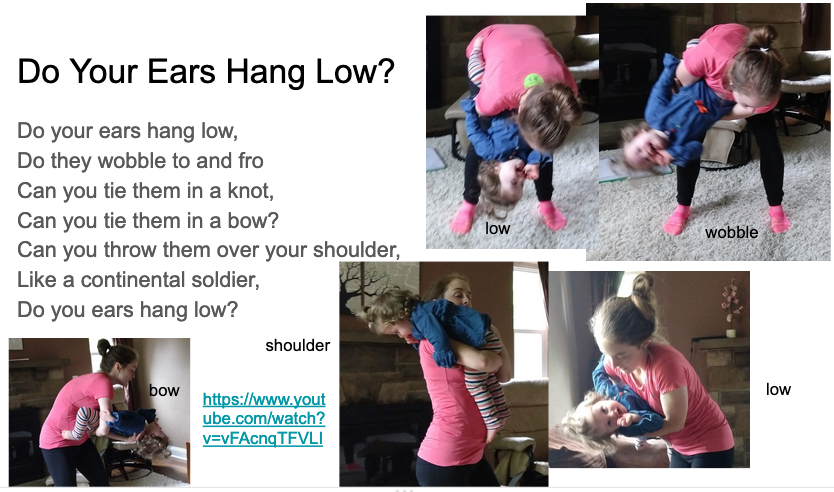 Do Your Ears Hang Low?
Do your ears hang low,
Do they wobble to and fro
Can you tie them in a knot,
Can you tie them in a bow?
Can you throw them over your shoulder,
Like a continental soldier,
Do you ears hang low?
low
wobble
shoulder
bow
https://www.yout
ube.com/watch?
v=vFAcnqTFVLI
low